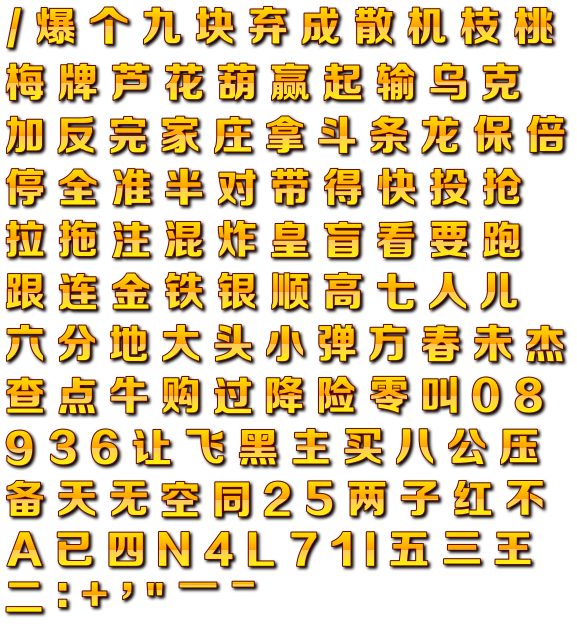 /爆个九块弃成散机枝桃
梅牌芦花葫赢起输乌克
加反完家庄拿斗条龙保倍
停全准半对带得快投抢
拉拖注混炸皇盲看要跑
跟连金铁银顺高七人儿
六分地大头小弹方春未杰
查点牛购过降险零叫08
936让飞黑主买八公压
备天无空同25两子红不
A已四N4L71|五三王
二:+,"一-